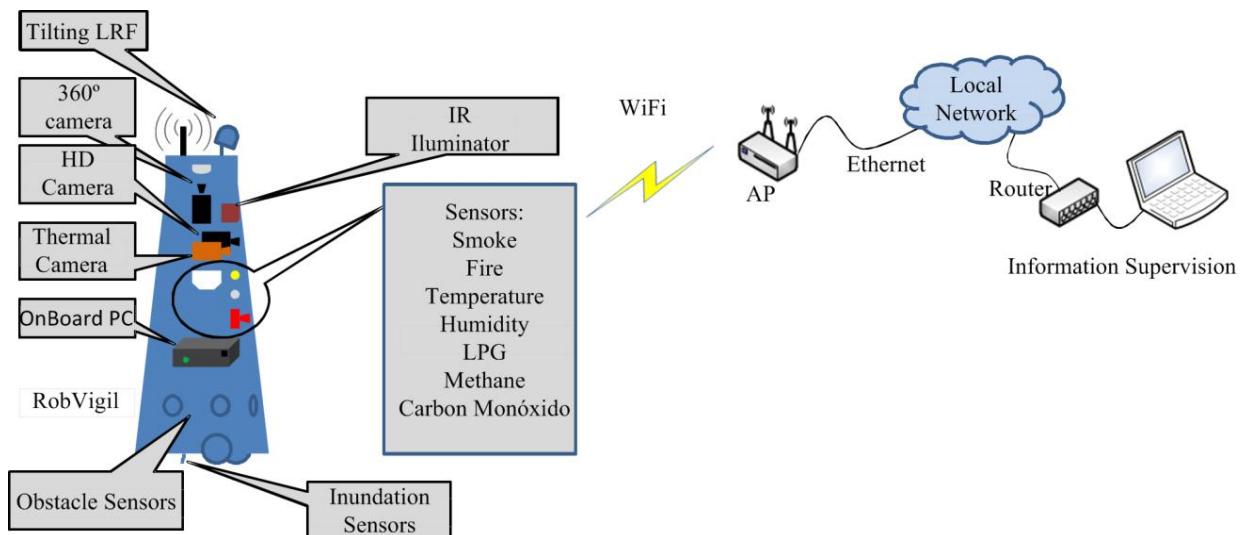 Tilting LRF
360º
camera
HD
Camera
Thermal
Camera
OnBoard PC
RobVigil
Obstacle Sensors
Inundation
Sensors
IR
Iluminator
Sensors:
Smoke
Fire
Temperature
Humidity
LPG
Methane
Carbon Monóxido
WiFi
AP
Ethernet
Local
Network
Router
Information Supervision